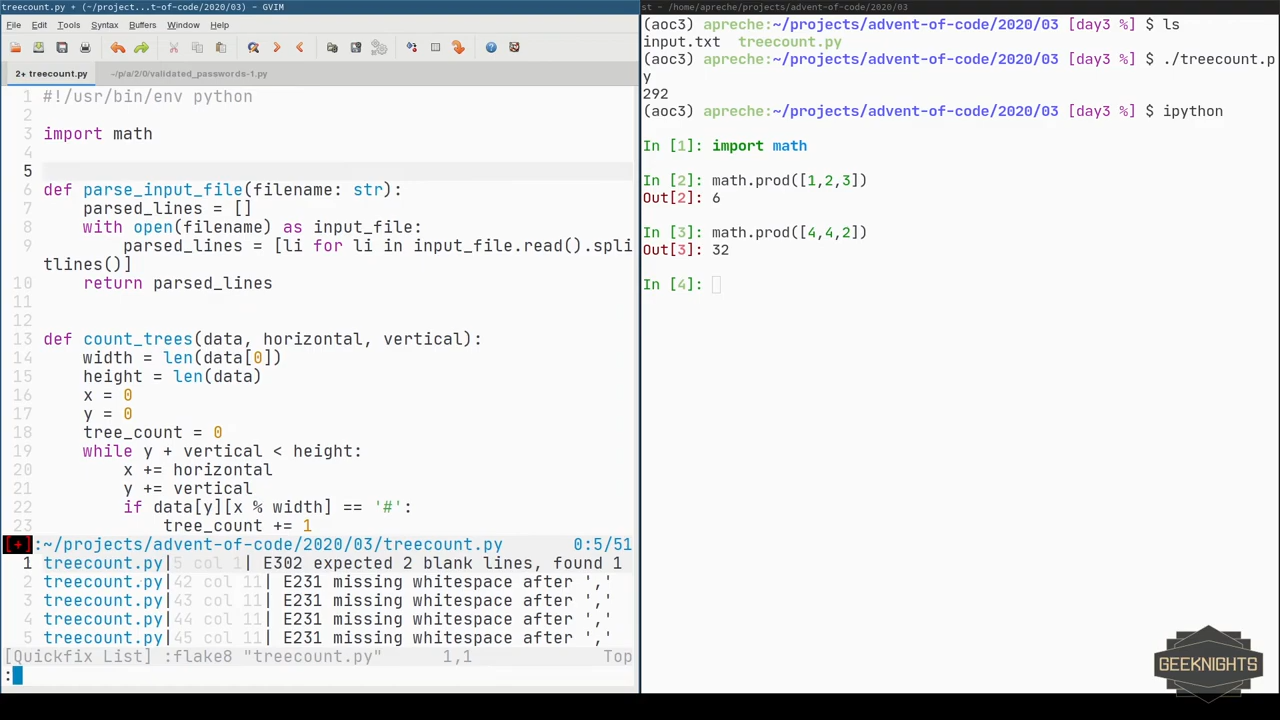 treecount.py + (~/project...t-of-code/2020/03) - GVIM
File Edit Tools Syntax Buffers Window Help
2+ treecount.py ~/p/a/2/0/validated_passwords-1.py
1 #!/usr/bin/env python
2
3 import math
4
5
6 def parse_input_file(filename: str):
7 parsed_lines = []
8 with open(filename) as input_file:
9 parsed_lines = [li for li in input_file.read().spli
tlines()]
10 return parsed_lines
11
12
13 def count_trees(data, horizontal, vertical):
14 width = len(data[0])
15 height = len(data)
16 x = 0
17 y = 0
18 tree_count = 0
19 while y + vertical < height:
20 x += horizontal
21 y += vertical
22 if data[y][x % width] == '#':
23 tree_count += 1
[+]:~/projects/advent-of-code/2020/03/treecount.py 0:5/51
1 treecount.py|5 col 1| E302 expected 2 blank lines, found 1
2 treecount.py|42 col 11| E231 missing whitespace after ','
3 treecount.py|43 col 11| E231 missing whitespace after ','
4 treecount.py|44 col 11| E231 missing whitespace after ','
5 treecount.py|45 col 11| E231 missing whitespace after ','
[Quickfix List] :flake8 "treecount.py" 1,1 Top
:
st - /home/apreche/projects/advent-of-code/2020/03
(aoc3) apreche:~/projects/advent-of-code/2020/03 [day3 %] $ ls
input.txt treecount.py
(aoc3) apreche:~/projects/advent-of-code/2020/03 [day3 %] $ ./treecount.p
y
292
(aoc3) apreche:~/projects/advent-of-code/2020/03 [day3 %] $ ipython
In [1]: import math
In [2]: math.prod([1,2,3])
Out[2]: 6
In [3]: math.prod([4,4,2])
Out[3]: 32
In [4]:
GEEKNIGHTS